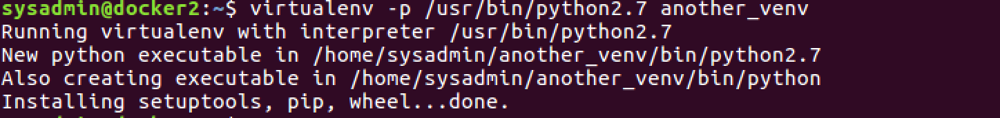 sysadmin@docker2:~$ virtualenv -p /usr/bin/python2.7 another_venv
Running virtualenv with interpreter /usr/bin/python2.7
New python executable in /home/sysadmin/another_venv/bin/python2.7
Also creating executable in /home/sysadmin/another_venv/bin/python
Installing setuptools, pip, wheel...done.